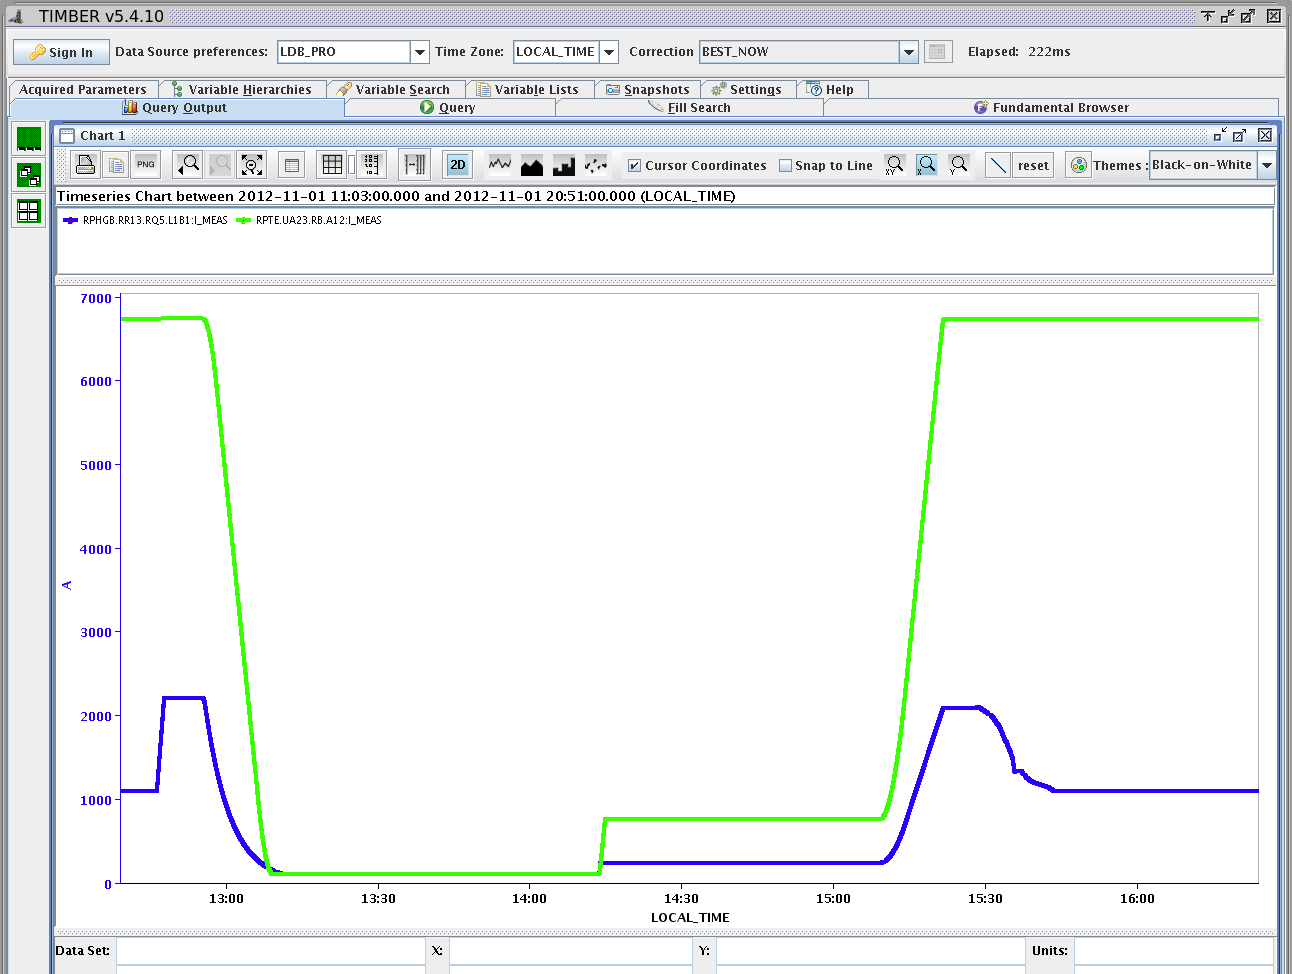 TIMBER v5.4.10
Sign In Data Source preferences: LDB_PRO Time Zone: LOCAL_TIME Correction BEST_NOW Elapsed: 222ms
Acquired Parameters Variable Hierarchies Variable Search Variable Lists Snapshots Settings Help
Query Output Query Fill Search Fundamental Browser
Chart 1
PNG 2D XY X Y Cursor Coordinates Snap to Line reset Themes : Black-on-White
Timeseries Chart between 2012-11-01 11:03:00.000 and 2012-11-01 20:51:00.000 (LOCAL_TIME)
RPHGB.RR13.RQ5.L1B1:I_MEAS RPTE.UA23.RB.A12:I_MEAS
7000
6000
5000
4000
A
3000
2000
1000
0
13:00 13:30 14:00 14:30 15:00 15:30 16:00
LOCAL_TIME
Data Set: X: Y: Units: